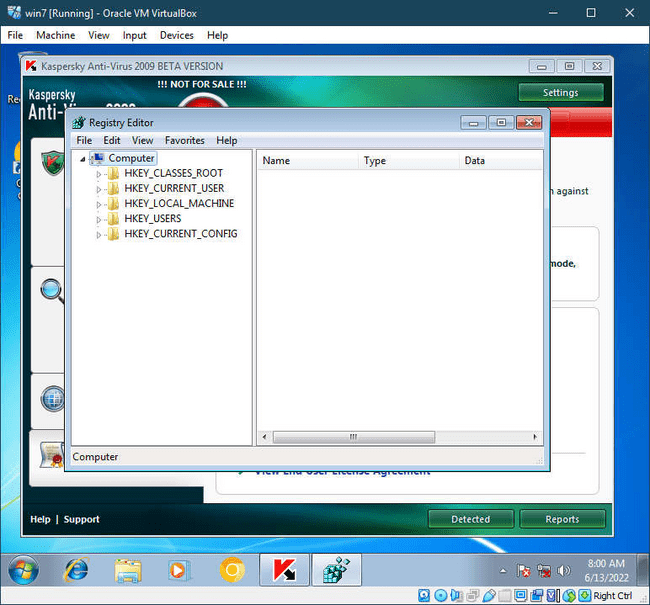 win7 [Running] - Oracle VM VirtualBox
File Machine View Input Devices Help
Kaspersky Anti-Virus 2009 BETA VERSION
!!! NOT FOR SALE !!!
Kaspersky
Settings
Registry Editor
File Edit View Favorites Help
Computer
Name Type Data
HKEY_CLASSES_ROOT
HKEY_CURRENT_USER
against
HKEY_LOCAL_MACHINE
HKEY_USERS
HKEY_CURRENT_CONFIG
mode,
Computer
View End User License Agreement
Help | Support
Detected Reports
8:00 AM
6/13/2022
Right Ctrl